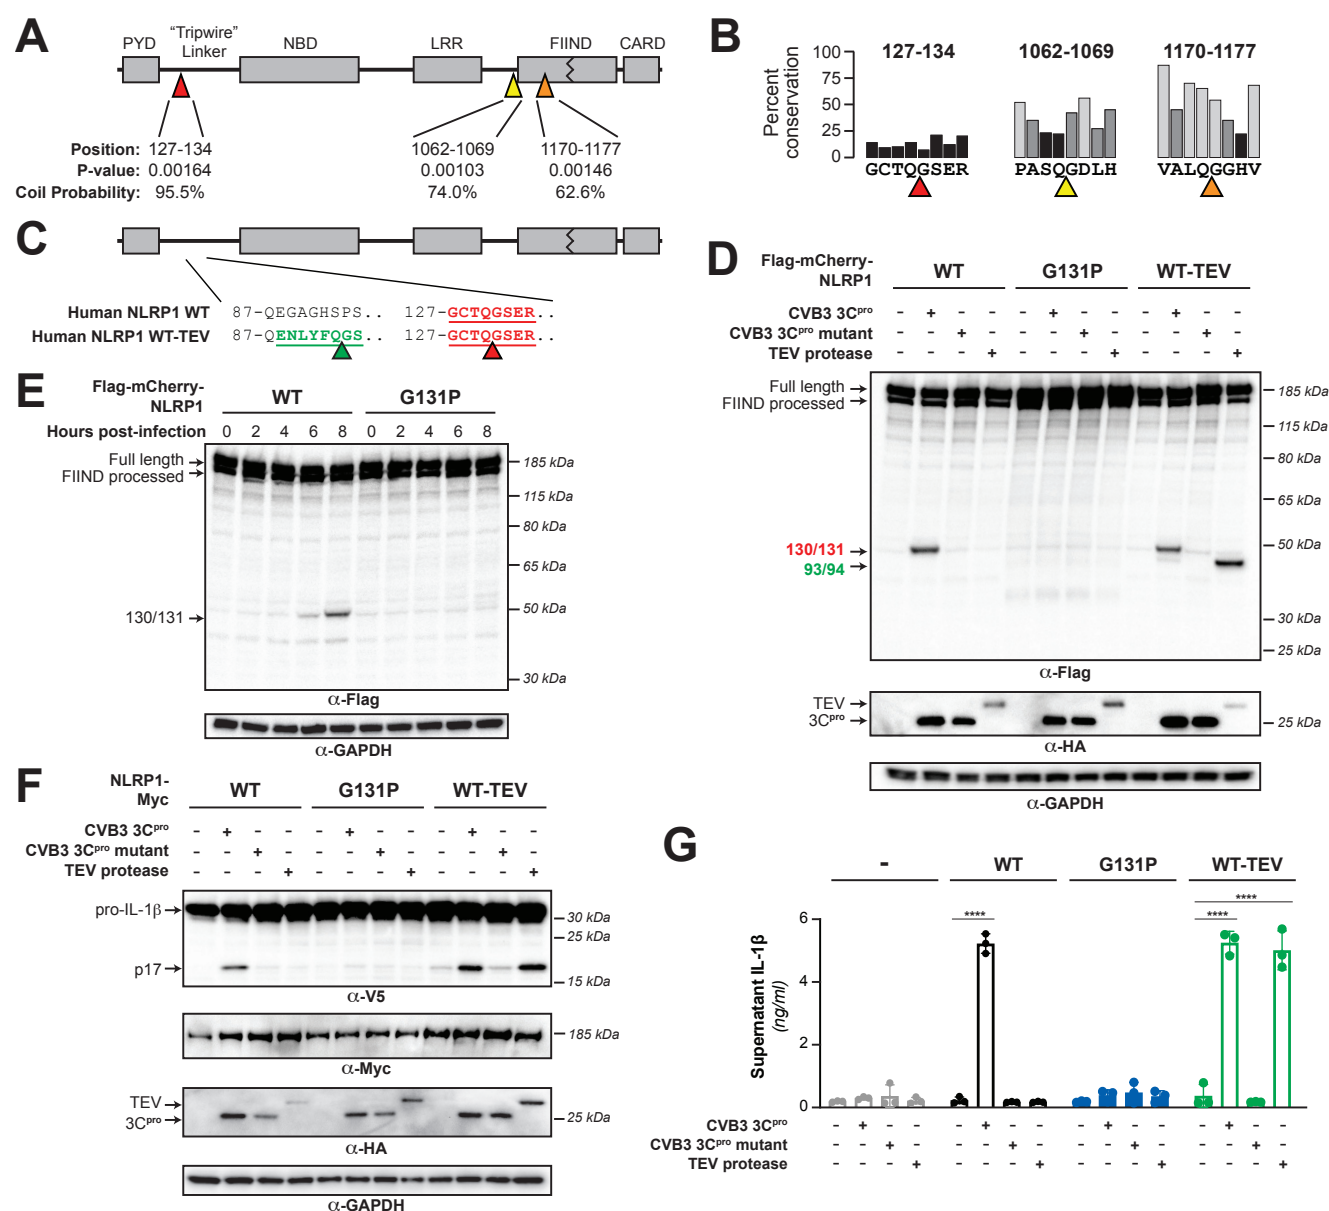 A
PYD
"Tripwire" Linker
NBD
LRR
FIIND
CARD
Position: 127-134 1062-1069 1170-1177
P-value: 0.00164 0.00103 0.00146
Coil Probability: 95.5% 74.0% 62.6%
B
Percent conservation
100
75
50
25
0
127-134 1062-1069 1170-1177
GCTQGSER PASQGDLH VALQGGHV
C
Human NLRP1 WT 87-QEGAGHSPS.. 127-GCTQGSER..
Human NLRP1 WT-TEV 87-QENLYFQGS.. 127-GCTQGSER..
D
Flag-mCherry-NLRP1
WT G131P WT-TEV
CVB3 3Cpro - + - - - + - - - + - -
CVB3 3Cpro mutant - - + - - - + - - - + -
TEV protease - - - + - - - + - - - +
Full length
FIIND processed
130/131
93/94
185 kDa
115 kDa
80 kDa
65 kDa
50 kDa
30 kDa
25 kDa
α-Flag
TEV
3Cpro
25 kDa
α-HA
α-GAPDH
E
Flag-mCherry-NLRP1
WT G131P
Hours post-infection 0 2 4 6 8 0 2 4 6 8
Full length
FIIND processed
130/131
185 kDa
115 kDa
80 kDa
65 kDa
50 kDa
30 kDa
α-Flag
α-GAPDH
F
NLRP1-Myc
WT G131P WT-TEV
CVB3 3Cpro - + - - - + - - - + - -
CVB3 3Cpro mutant - - + - - - + - - - + -
TEV protease - - - + - - - + - - - +
pro-IL-1β
p17
30 kDa
25 kDa
15 kDa
α-V5
185 kDa
α-Myc
TEV
3Cpro
25 kDa
α-HA
α-GAPDH
G
- WT G131P WT-TEV
**** **** ****
Supernatant IL-1β
(ng/ml)
6
4
2
0
CVB3 3Cpro - + - - - + - - - + - - - + - -
CVB3 3Cpro mutant - - + - - - + - - - + - - - + -
TEV protease - - - + - - - + - - - + - - - +